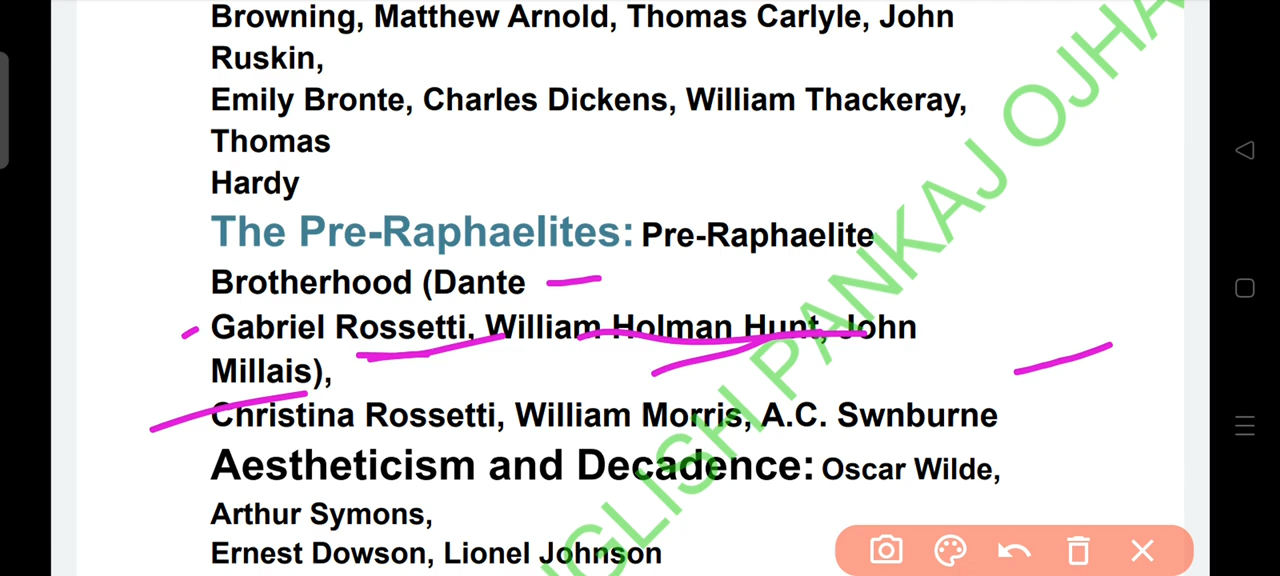 Browning, Matthew Arnold, Thomas Carlyle, John
Ruskin,
Emily Bronte, Charles Dickens, William Thackeray,
Thomas
Hardy
The Pre-Raphaelites: Pre-Raphaelite
Brotherhood (Dante
Gabriel Rossetti, William Holman Hunt, John
Millais),
Christina Rossetti, William Morris, A.C. Swnburne
Aestheticism and Decadence: Oscar Wilde,
Arthur Symons,
Ernest Dowson, Lionel Johnson
NGLISH PANKAJ OJHA